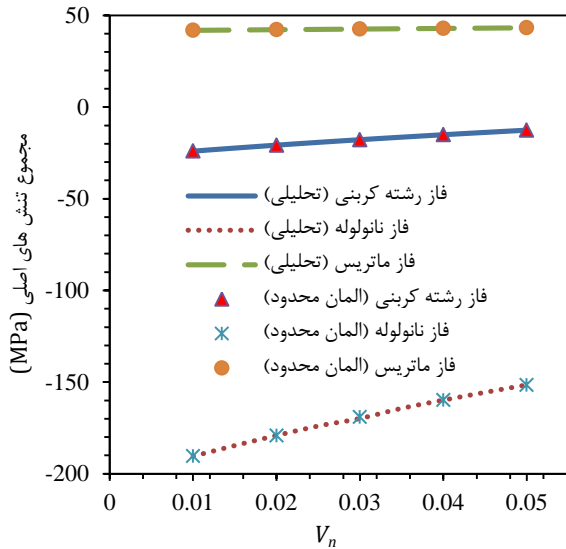 50
0
-50
-100
-150
-200
مجموع تنش های اصلی (MPa)
فاز رشته کربنی (تحلیلی)
فاز نانولوله (تحلیلی)
فاز ماتریس (تحلیلی)
فاز رشته کربنی (المان محدود)
فاز نانولوله (المان محدود)
فاز ماتریس (المان محدود)
0 0.01 0.02 0.03 0.04 0.05
Vn